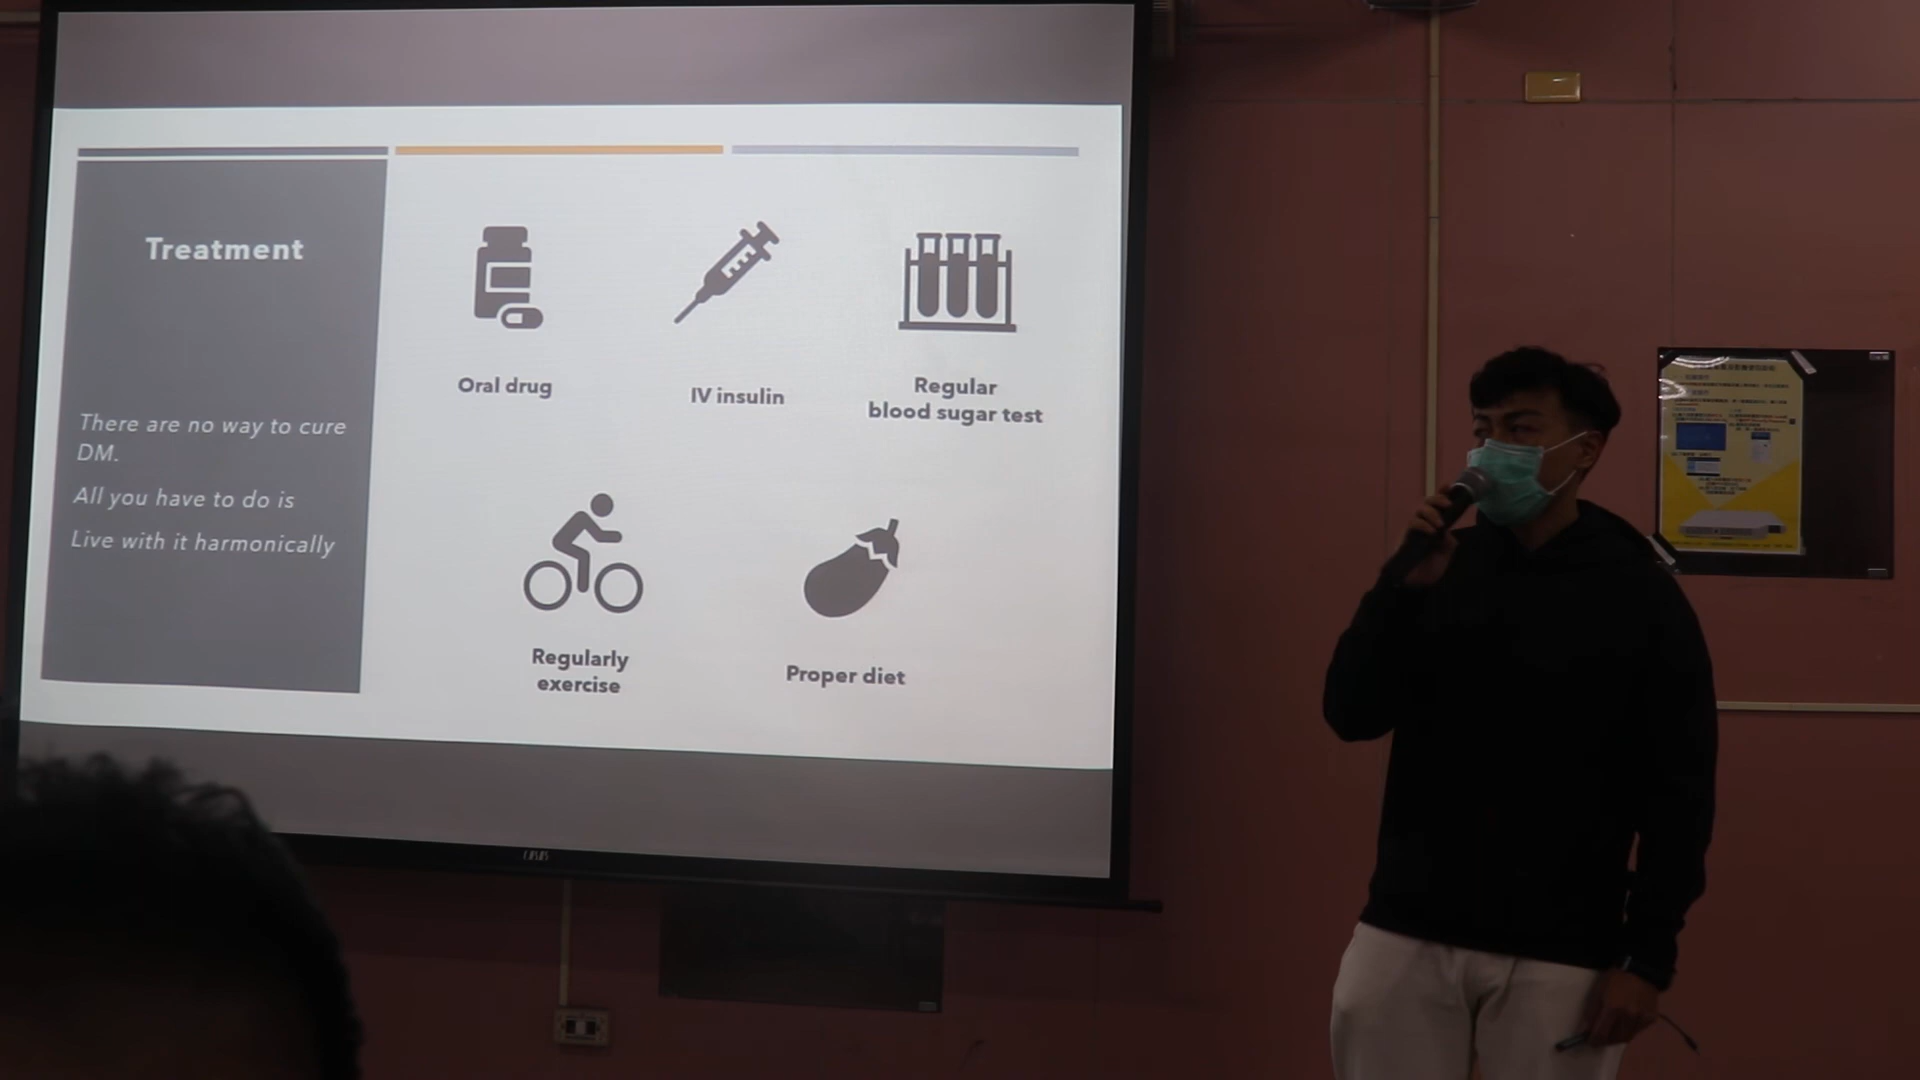 Treatment
There are no way to cure
DM.
All you have to do is
Live with it harmonically
Oral drug
IV insulin
Regular
blood sugar test
Regularly
exercise
Proper diet